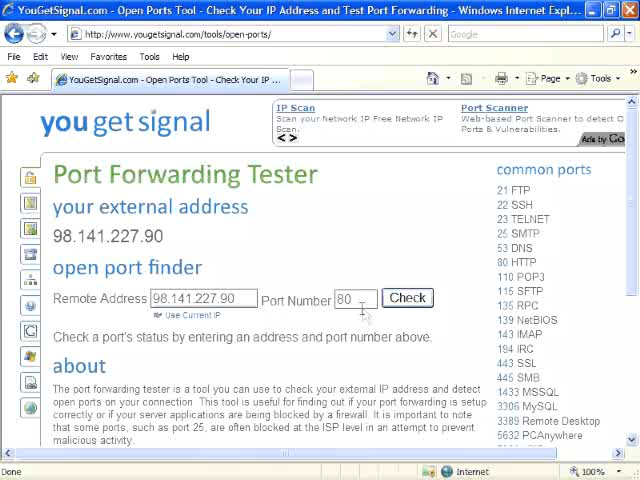 YouGetSignal.com - Open Ports Tool - Check Your IP Address and Test Port Forwarding - Windows Internet Expl...
http://www.yougetsignal.com/tools/open-ports/
Google
File Edit View Favorites Tools Help
YouGetSignal.com - Open Ports Tool - Check Your IP ...
Page Tools
you get signal
IP Scan
Scan your Network IP Free Network IP
Scan.
Port Scanner
Web-based Port Scanner to detect O
Ports & Vulnerabilities.
Ads by Goo
Port Forwarding Tester
your external address
98.141.227.90
open port finder
Remote Address 98.141.227.90 Port Number 80 Check
Use Current IP
Check a port's status by entering an address and port number above.
about
The port forwarding tester is a tool you can use to check your external IP address and detect
open ports on your connection. This tool is useful for finding out if your port forwarding is setup
correctly or if your server applications are being blocked by a firewall. It is important to note
that some ports, such as port 25, are often blocked at the ISP level in an attempt to prevent
malicious activity.
common ports
21 FTP
22 SSH
23 TELNET
25 SMTP
53 DNS
80 HTTP
110 POP3
115 SFTP
135 RPC
139 NetBIOS
143 IMAP
194 IRC
443 SSL
445 SMB
1433 MSSQL
3306 MySQL
3389 Remote Desktop
5632 PCAnywhere
Done
Internet
100%